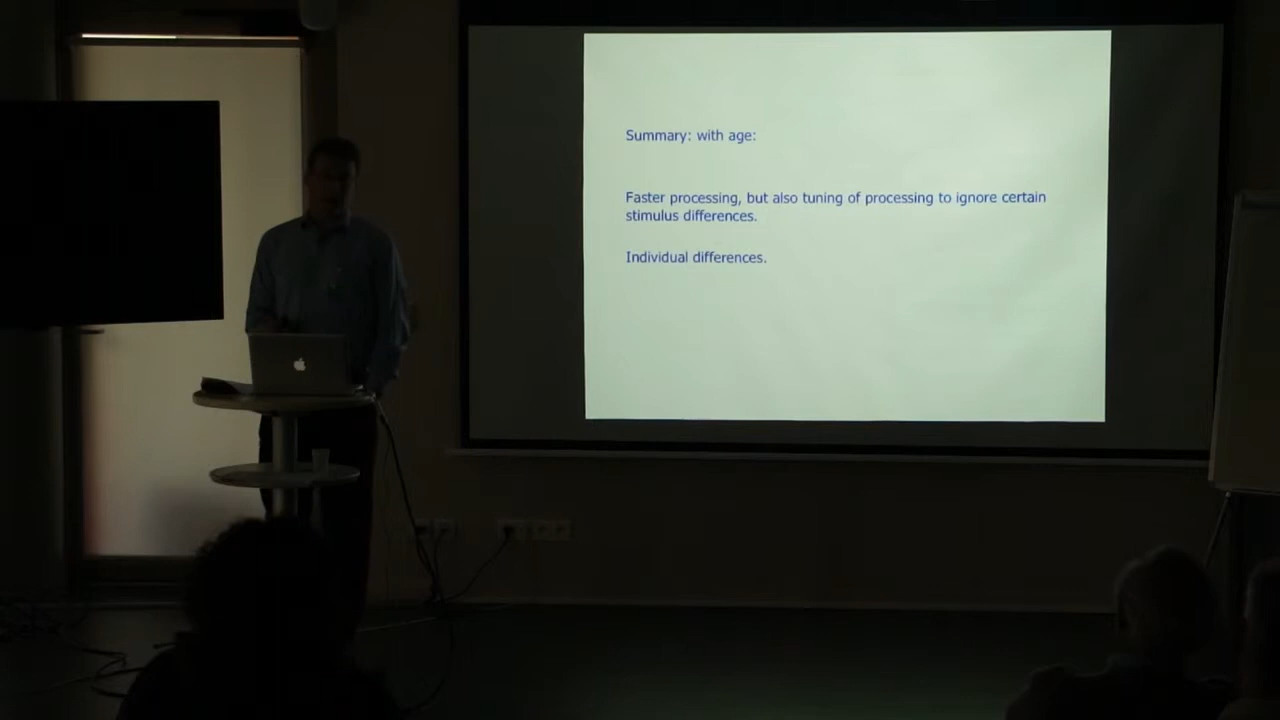 Summary: with age:
Faster processing, but also tuning of processing to ignore certain
stimulus differences.
Individual differences.